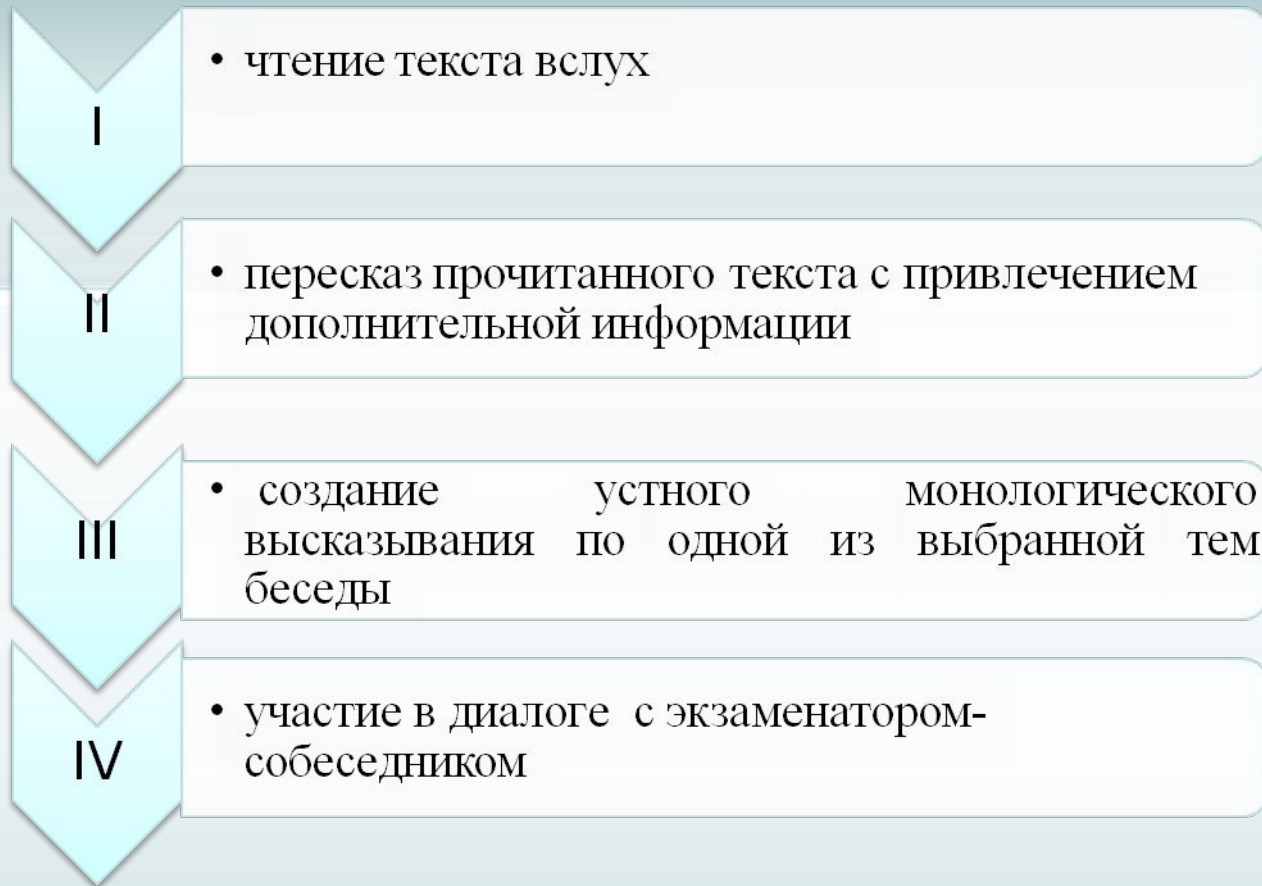 I
• чтение текста вслух
II
• пересказ прочитанного текста с привлечением
дополнительной информации
III
• создание устного монологического
высказывания по одной из выбранной тем
беседы
IV
• участие в диалоге с экзаменатором-
собеседником